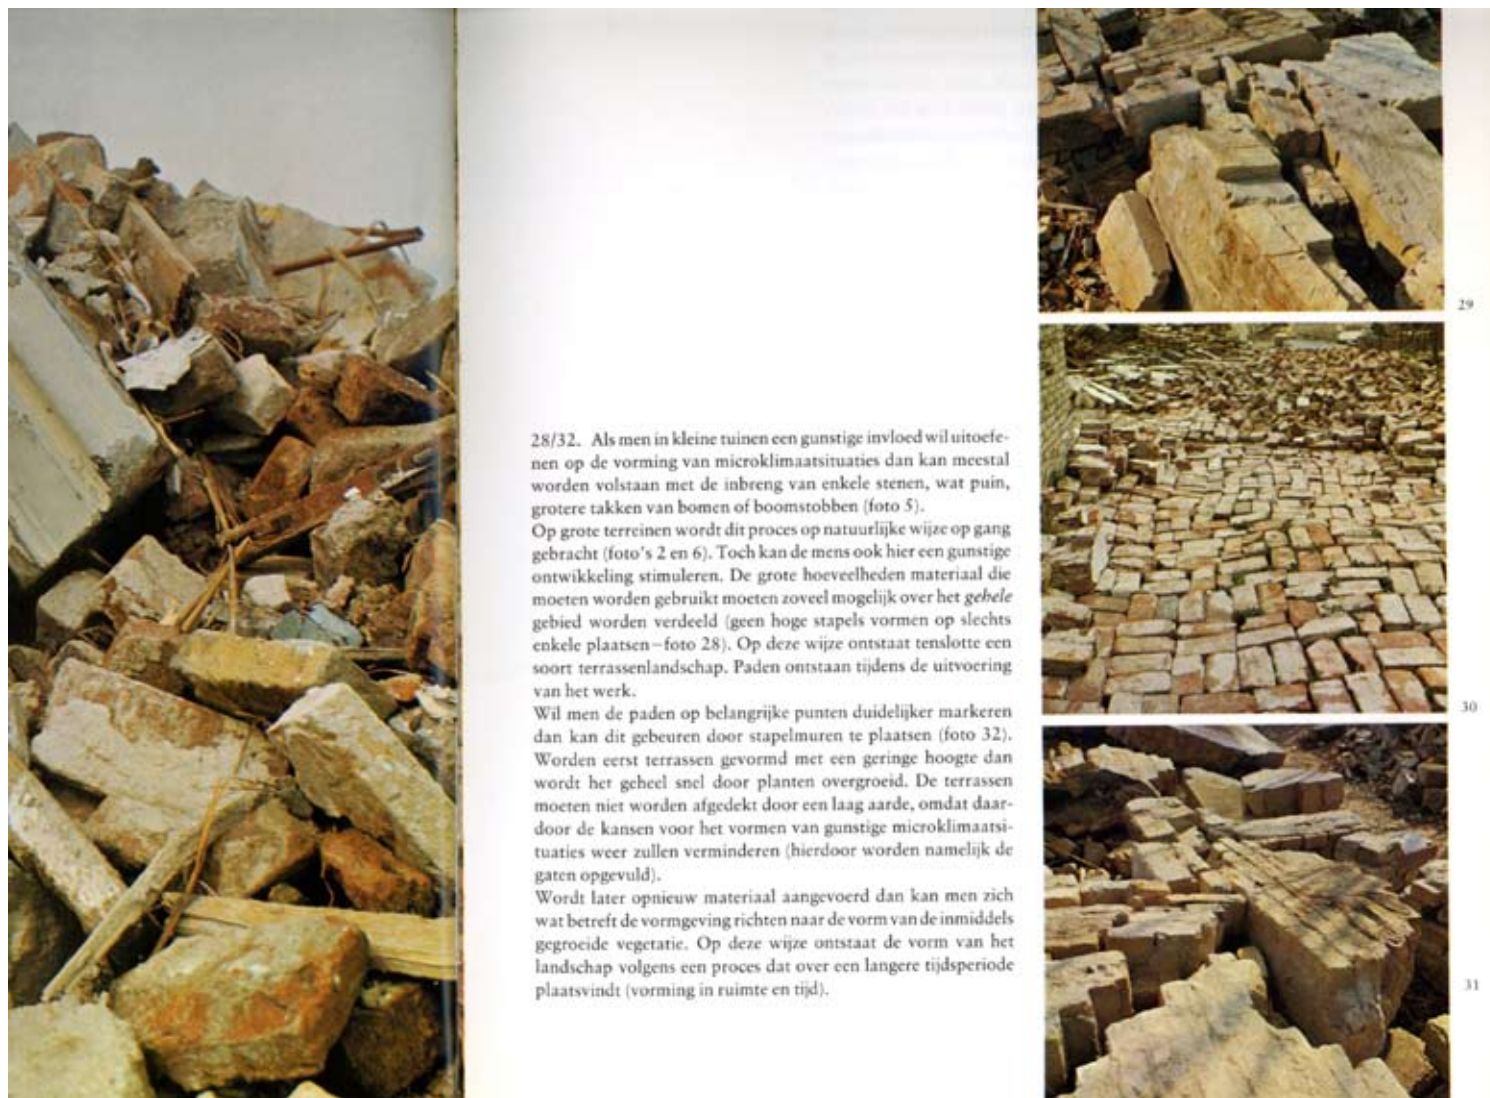 28/32. Als men in kleine tuinen een gunstige invloed wil uitoefe-
nen op de vorming van microklimaatsituaties dan kan meestal
worden volstaan met de inbreng van enkele stenen, wat puin,
grotere takken van bomen of boomstobben (foto 5).
Op grote terreinen wordt dit proces op natuurlijke wijze op gang
gebracht (foto's 2 en 6). Toch kan de mens ook hier een gunstige
ontwikkeling stimuleren. De grote hoeveelheden materiaal die
moeten worden gebruikt moeten zoveel mogelijk over het gehele
gebied worden verdeeld (geen hoge stapels vormen op slechts
enkele plaatsen–foto 28). Op deze wijze ontstaat tenslotte een
soort terrassenlandschap. Paden ontstaan tijdens de uitvoering
van het werk.
Wil men de paden op belangrijke punten duidelijker markeren
dan kan dit gebeuren door stapelmuren te plaatsen (foto 32).
Worden eerst terrassen gevormd met een geringe hoogte dan
wordt het geheel snel door planten overgroeid. De terrassen
moeten niet worden afgedekt door een laag aarde, omdat daar-
door de kansen voor het vormen van gunstige microklimaatsi-
tuaties weer zullen verminderen (hierdoor worden namelijk de
gaten opgevuld).
Wordt later opnieuw materiaal aangevoerd dan kan men zich
wat betreft de vormgeving richten naar de vorm van de inmiddels
gegroeide vegetatie. Op deze wijze ontstaat de vorm van het
landschap volgens een proces dat over een langere tijdsperiode
plaatsvindt (vorming in ruimte en tijd).
29
30
31